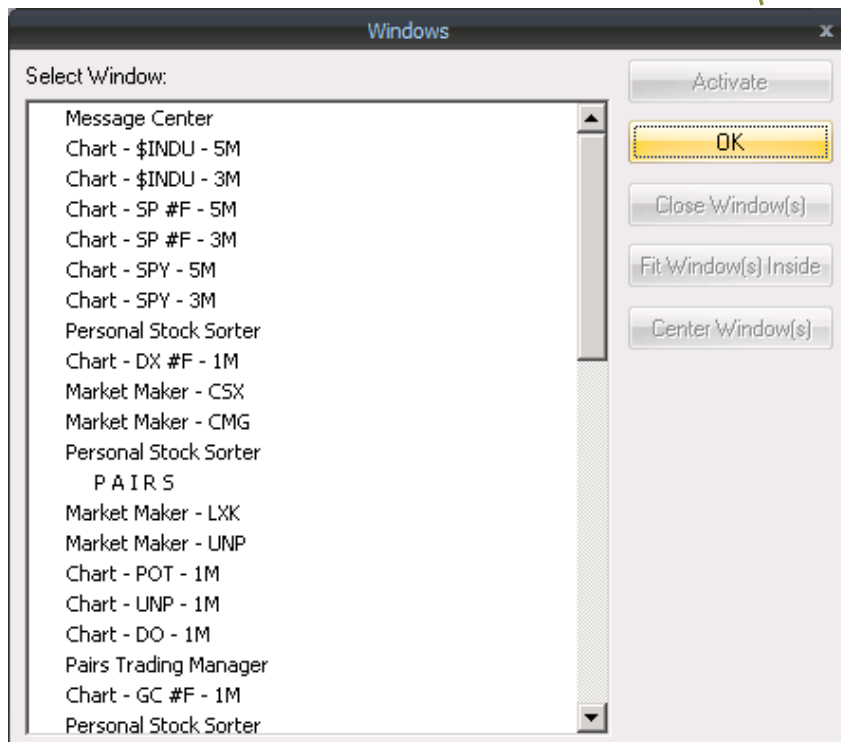 Windows
x
Select Window:
Message Center
Chart - $INDU - 5M
Chart - $INDU - 3M
Chart - SP #F - 5M
Chart - SP #F - 3M
Chart - SPY - 5M
Chart - SPY - 3M
Personal Stock Sorter
Chart - DX #F - 1M
Market Maker - CSX
Market Maker - CMG
Personal Stock Sorter
P A I R S
Market Maker - LXK
Market Maker - UNP
Chart - POT - 1M
Chart - UNP - 1M
Chart - DO - 1M
Pairs Trading Manager
Chart - GC #F - 1M
Personal Stock Sorter
Activate
OK
Close Window(s)
Fit Window(s) Inside
Center Window(s)